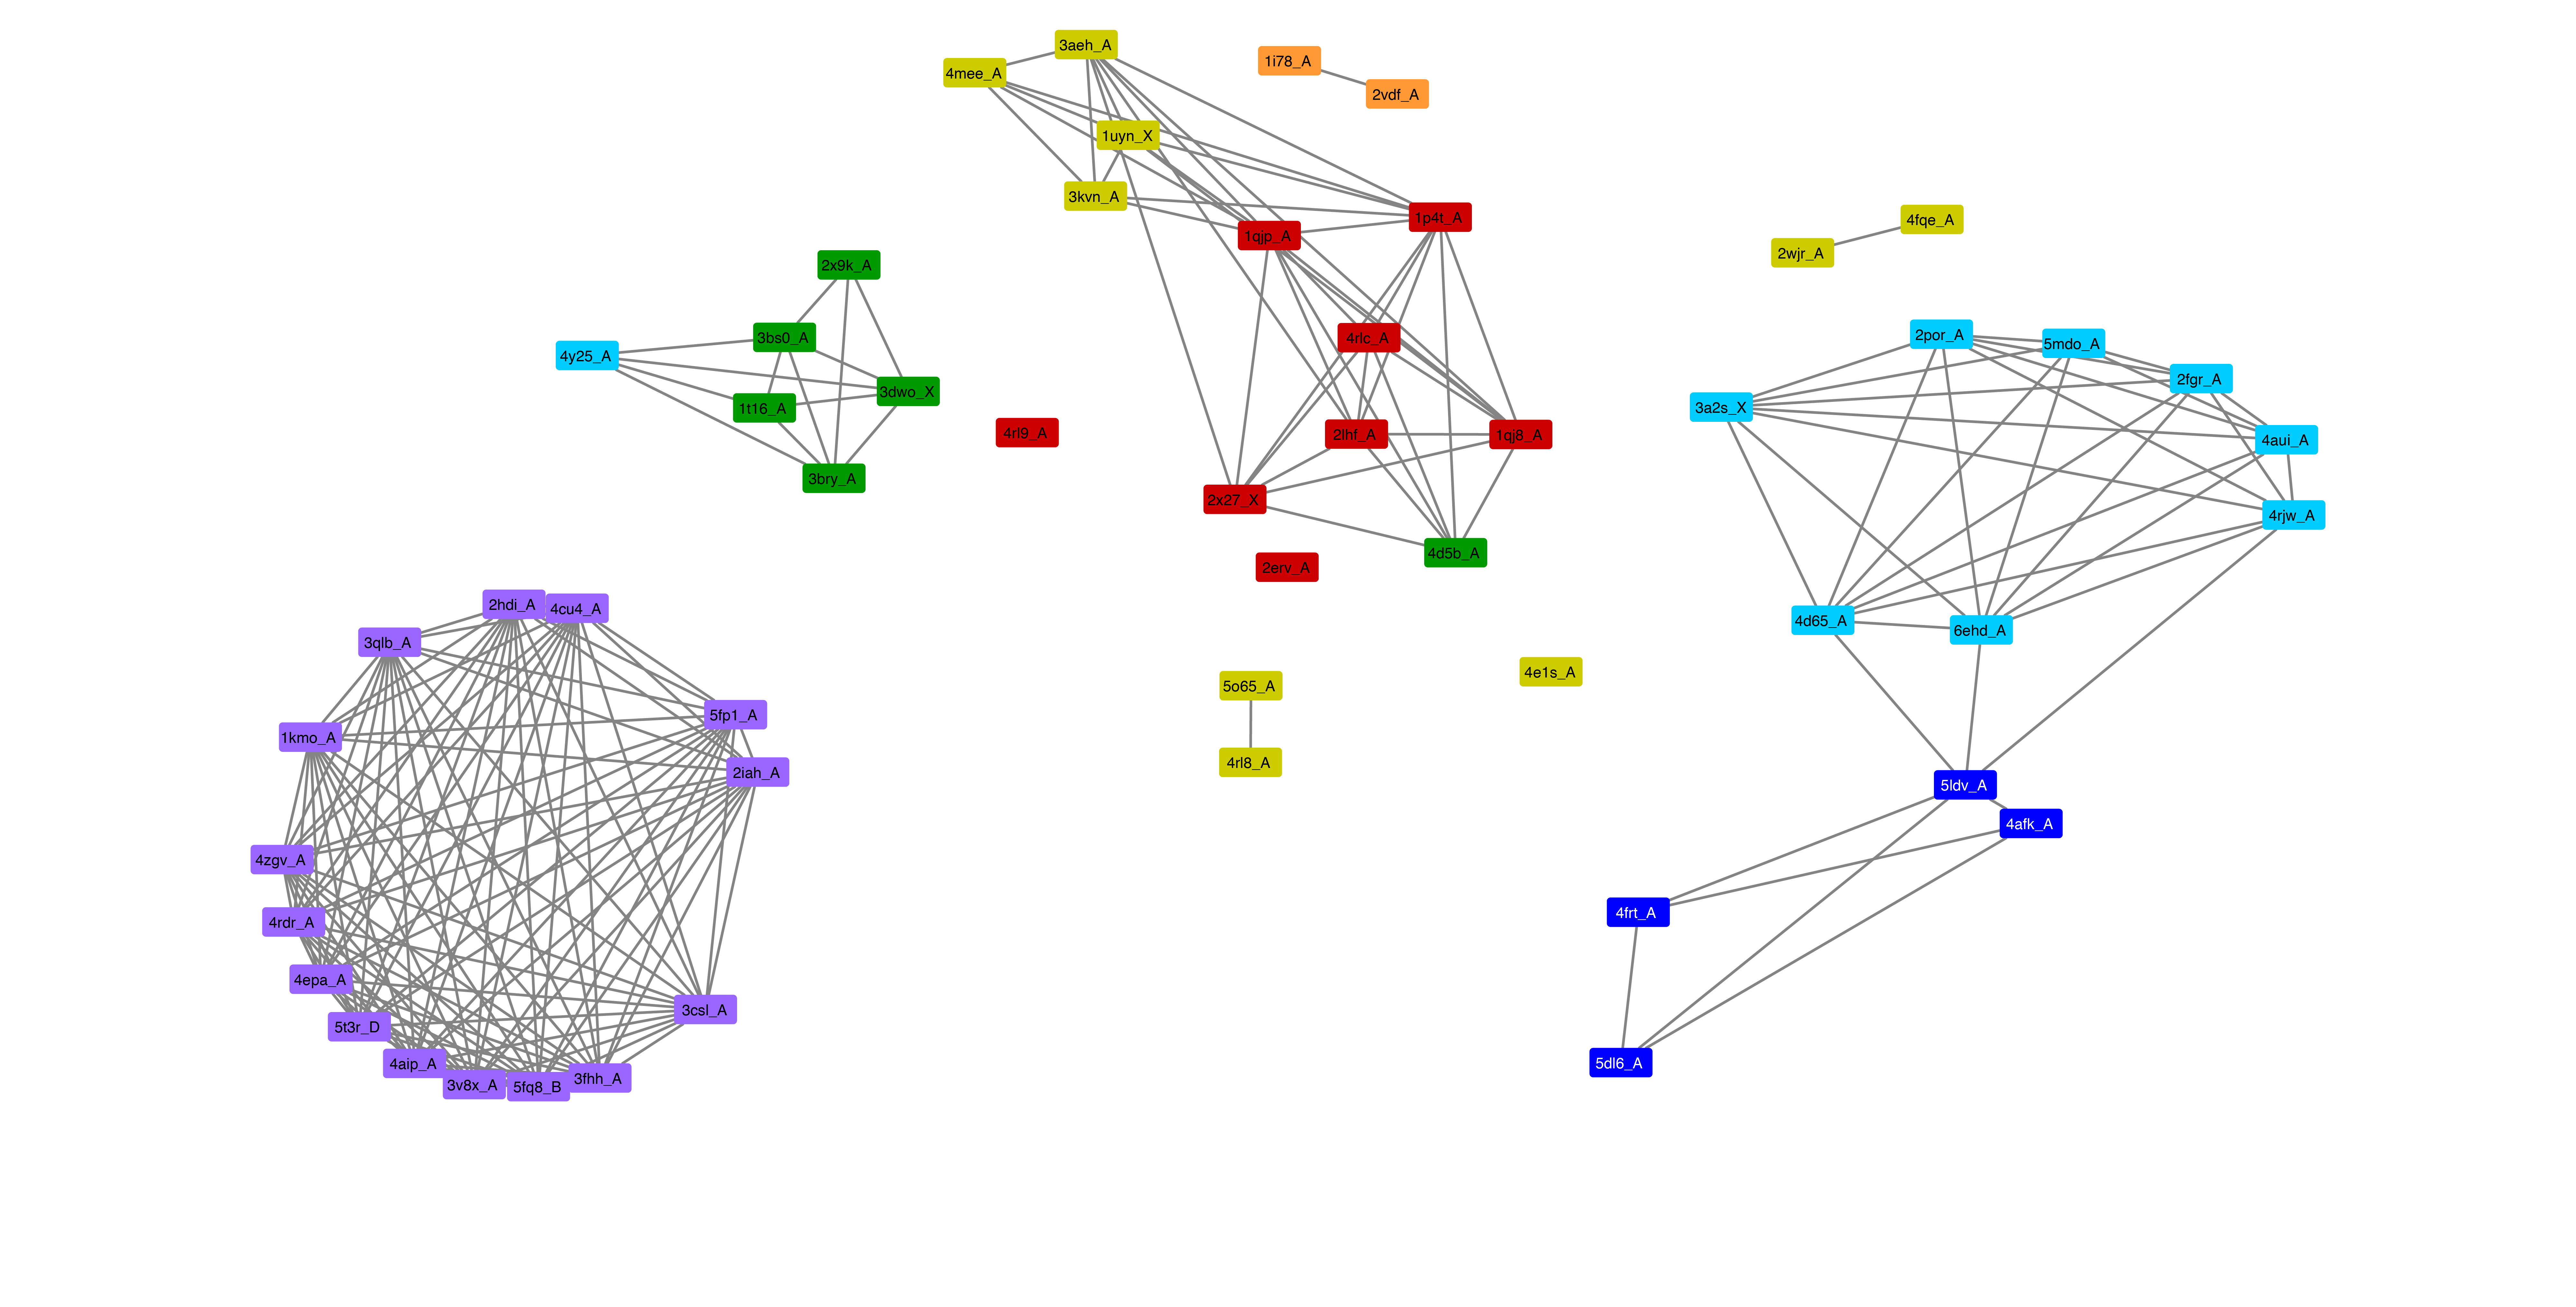 3aeh_A
4mee_A
1i78_A
2vdf_A
1uyn_X
3kvn_A
1p4t_A
1qjp_A
4fqe_A
2wjr_A
2x9k_A
3bs0_A
4y25_A
3dwo_X
1t16_A
3bry_A
4rl9_A
4rlc_A
2lhf_A
1qj8_A
2x27_X
4d5b_A
2erv_A
2por_A
5mdo_A
2fgr_A
3a2s_X
4aui_A
4rjw_A
4d65_A
6ehd_A
2hdi_A
4cu4_A
3qlb_A
5fp1_A
1kmo_A
2iah_A
4zgv_A
4rdr_A
4epa_A
3csl_A
5t3r_D
4aip_A
3v8x_A
5fq8_B
3fhh_A
5o65_A
4rl8_A
4e1s_A
5ldv_A
4afk_A
4frt_A
5dl6_A